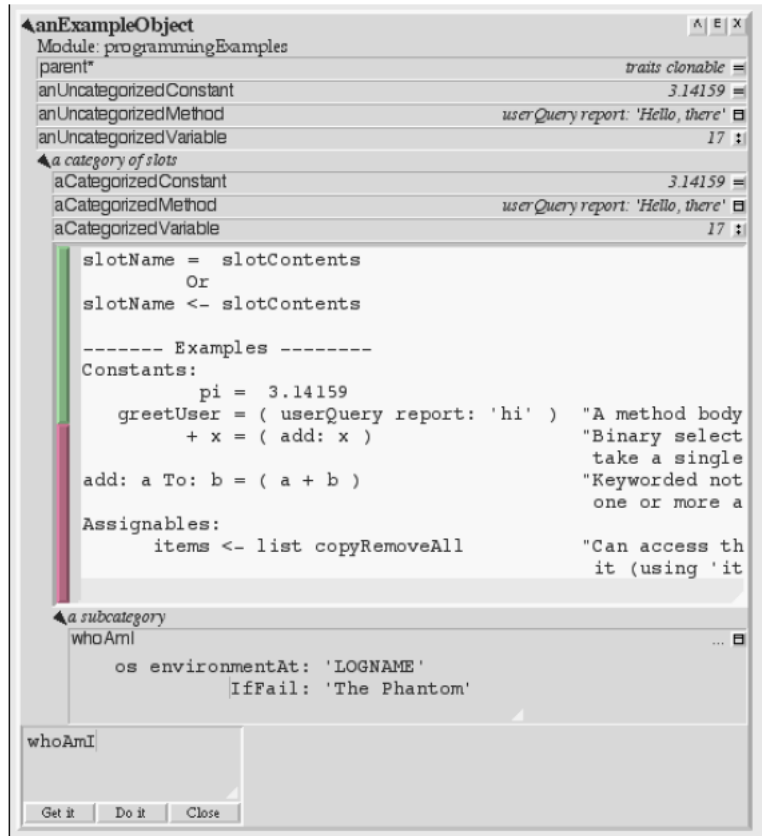 anExampleObject
Module: programmingExamples
parent* traits clonable =
anUncategorizedConstant 3.14159 =
anUncategorizedMethod userQuery report: 'Hello, there'
anUncategorizedVariable 17
a category of slots
aCategorizedConstant 3.14159 =
aCategorizedMethod userQuery report: 'Hello, there'
aCategorizedVariable 17
slotName =  slotContents
Or
slotName <- slotContents
------- Examples --------
Constants:
pi =  3.14159
greetUser = ( userQuery report: 'hi' )  "A method body
+ x = ( add: x )  "Binary select
take a single
add: a To: b = ( a + b )  "Keyworded not
one or more a
Assignables:
items <- list copyRemoveAll  "Can access th
it (using 'it
a subcategory
whoAmI ...
os environmentAt: 'LOGNAME'
IfFail: 'The Phantom'
whoAmI
Get it Do it Close
E X